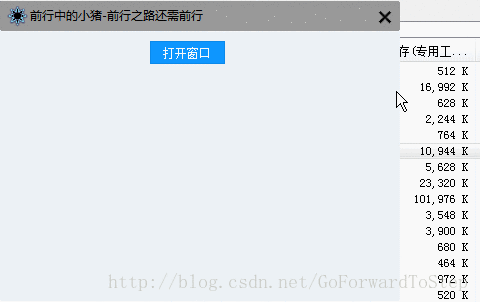 前行中的小猪-前行之路还需前行
打开窗口
存(专用工...
512 K
16,992 K
628 K
2,244 K
764 K
10,944 K
5,628 K
23,320 K
101,976 K
3,548 K
3,900 K
680 K
464 K
972 K
520 K
http://blog.csdn.net/GoForwardToStep